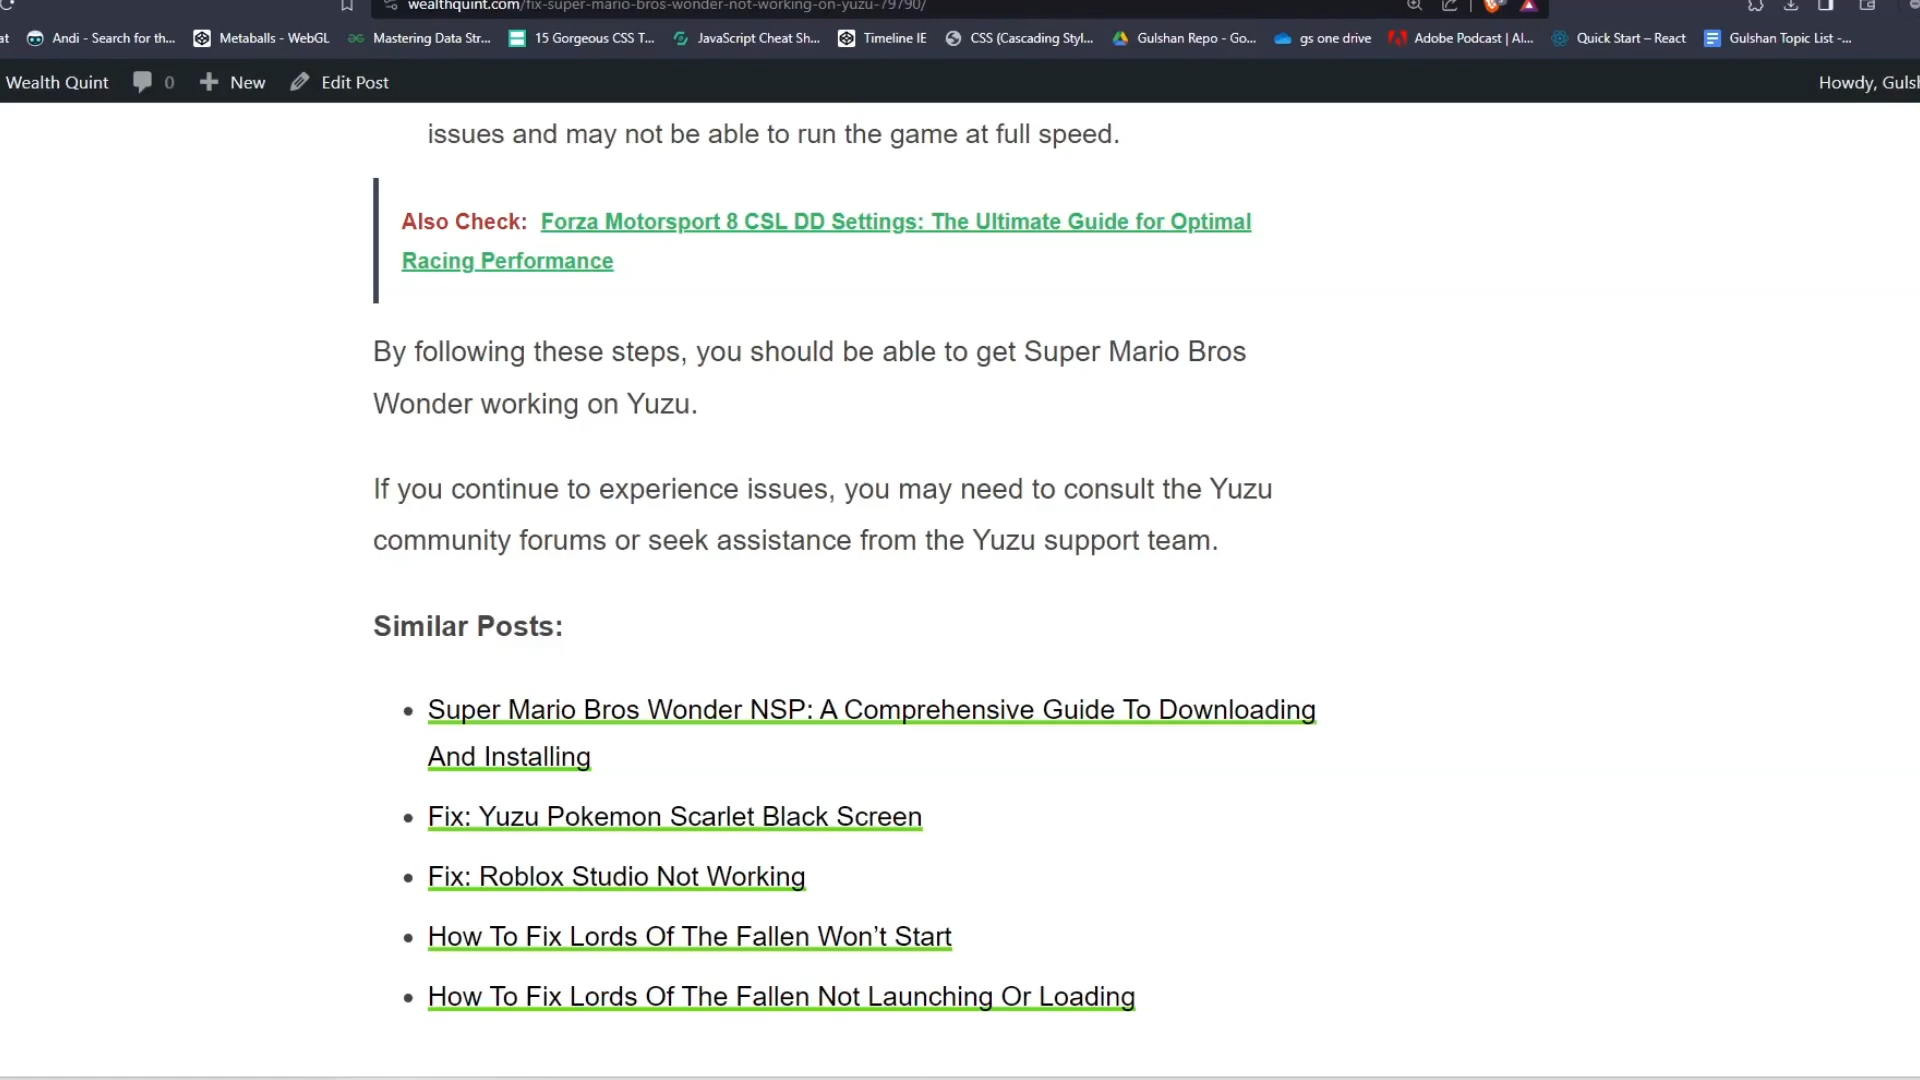 wealthquint.com/fix-super-mario-bros-wonder-not-working-on-yuzu-79790/
at Andi - Search for th... Metaballs - WebGL Mastering Data Str... 15 Gorgeous CSS T... JavaScript Cheat Sh... Timeline IE CSS (Cascading Styl... Gulshan Repo - Go... gs one drive Adobe Podcast | AI... Quick Start – React Gulshan Topic List -...
Wealth Quint 0 New Edit Post Howdy, Gulsh
issues and may not be able to run the game at full speed.
Also Check: Forza Motorsport 8 CSL DD Settings: The Ultimate Guide for Optimal
Racing Performance
By following these steps, you should be able to get Super Mario Bros
Wonder working on Yuzu.
If you continue to experience issues, you may need to consult the Yuzu
community forums or seek assistance from the Yuzu support team.
Similar Posts:
• Super Mario Bros Wonder NSP: A Comprehensive Guide To Downloading
And Installing
• Fix: Yuzu Pokemon Scarlet Black Screen
• Fix: Roblox Studio Not Working
• How To Fix Lords Of The Fallen Won’t Start
• How To Fix Lords Of The Fallen Not Launching Or Loading